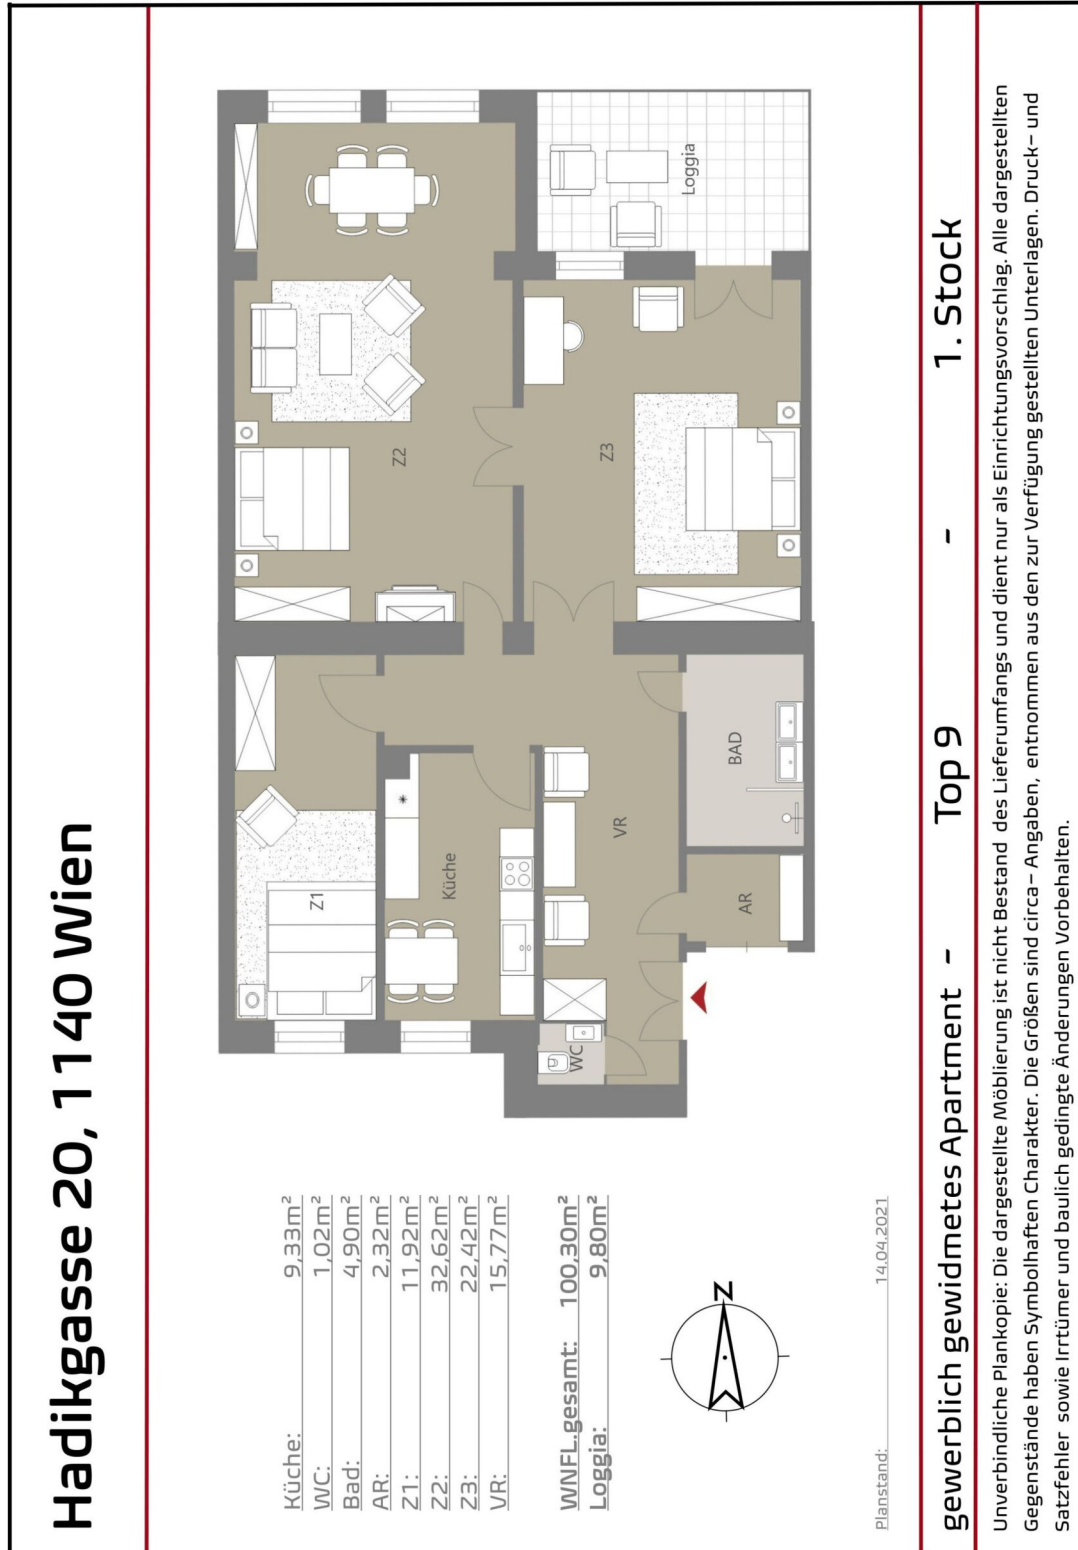 Hadikgasse 20, 1140 Wien
Küche: 9,33m²
WC: 1,02m²
Bad: 4,90m²
AR: 2,32m²
Z1: 11,92m²
Z2: 32,62m²
Z3: 22,42m²
VR: 15,77m²
WNFL.gesamt: 100,30m²
Loggia: 9,80m²
N
Planstand: 14.04.2021
Z1
Z2
Küche
WC
VR
Z3
Loggia
BAD
AR
gewerblich gewidmetes Apartment - Top 9 - 1. Stock
Unverbindliche Plankopie: Die dargestellte Möblierung ist nicht Bestand des Lieferumfangs und dient nur als Einrichtungsvorschlag. Alle dargestellten
Gegenstände haben Symbolhaften Charakter. Die Größen sind circa- Angaben, entnommen aus den zur Verfügung gestellten Unterlagen. Druck- und
Satzfehler sowie Irrtümer und baulich gedingte Änderungen Vorbehalten.